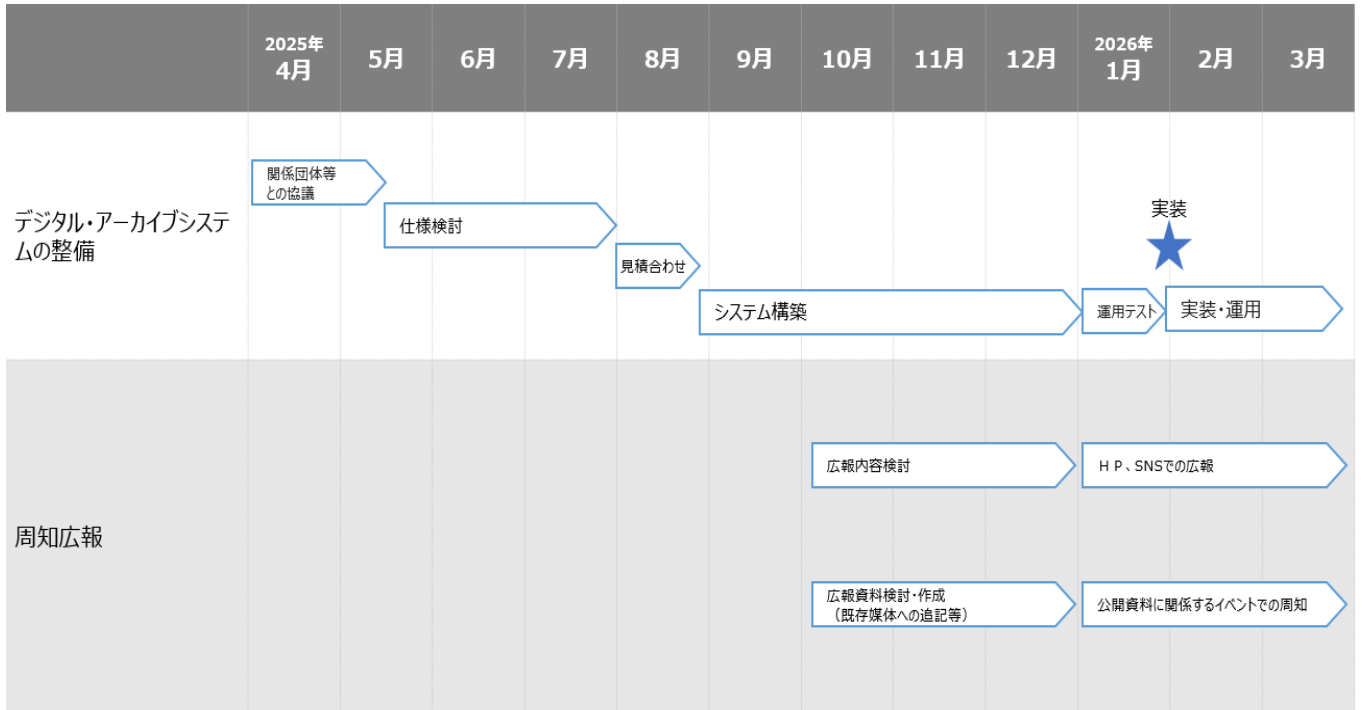 2025年
4月
5月
6月
7月
8月
9月
10月
11月
12月
2026年
1月
2月
3月
デジタル・アーカイブシステ
ムの整備
関係団体等
との協議
仕様検討
見積合わせ
システム構築
運用テスト
実装
実装・運用
周知広報
広報内容検討
ＨＰ、SNSでの広報
広報資料検討・作成
（既存媒体への追記等）
公開資料に関係するイベントでの周知